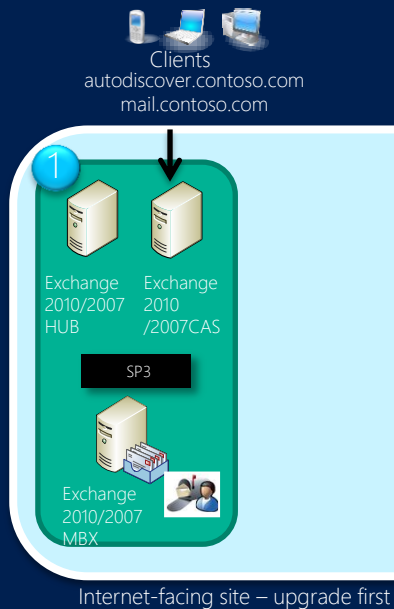 Clients
autodiscover.contoso.com
mail.contoso.com
1
Exchange
2010/2007
HUB
Exchange
2010
/2007CAS
SP3
Exchange
2010/2007
MBX
Internet-facing site – upgrade first